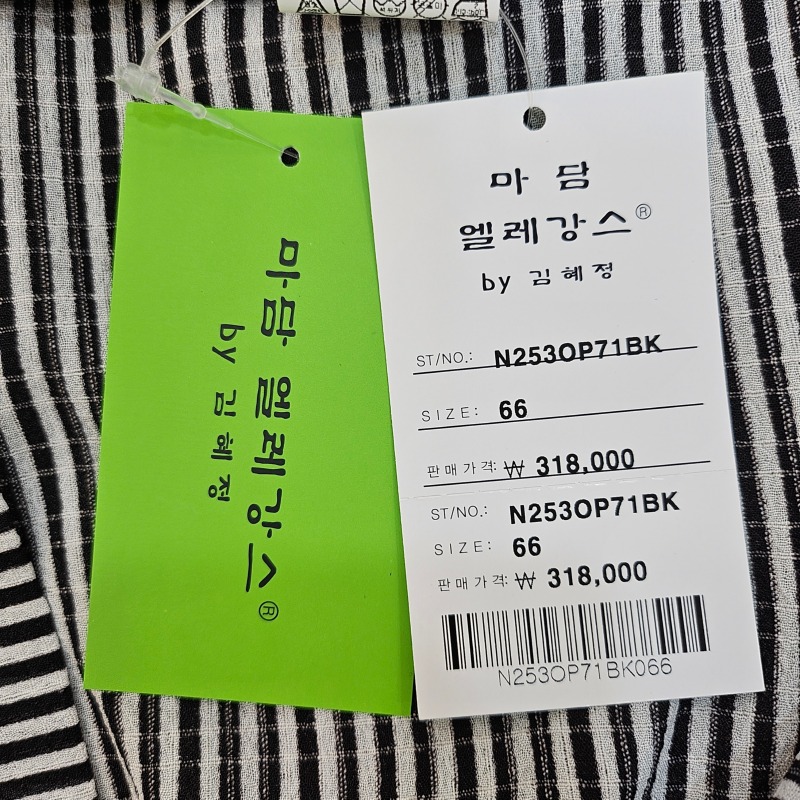 마담 엘레강스®
by 김혜정
마 담
엘레강스®
by 김혜정
ST/NO.: N253OP71BK
SIZE: 66
판매가격: ₩ 318,000
ST/NO.: N253OP71BK
SIZE: 66
판매가격: ₩ 318,000
N253OP71BK066